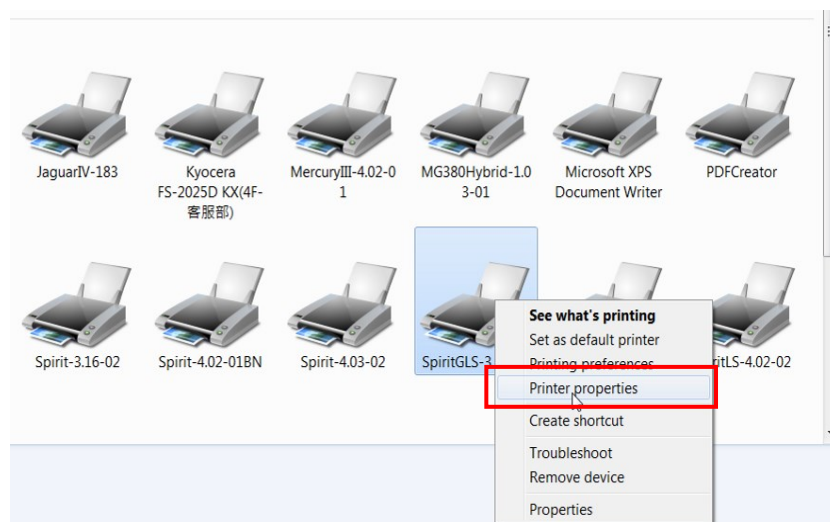 JaguarIV-183
Kyocera
FS-2025D KX(4F-
客服部)
MercuryIII-4.02-0
1
MG380Hybrid-1.0
3-01
Microsoft XPS
Document Writer
PDFCreator
Spirit-3.16-02
Spirit-4.02-01BN
Spirit-4.03-02
SpiritGLS-3
ritLS-4.02-02
See what's printing
Set as default printer
Printing preferences
Printer properties
Create shortcut
Troubleshoot
Remove device
Properties